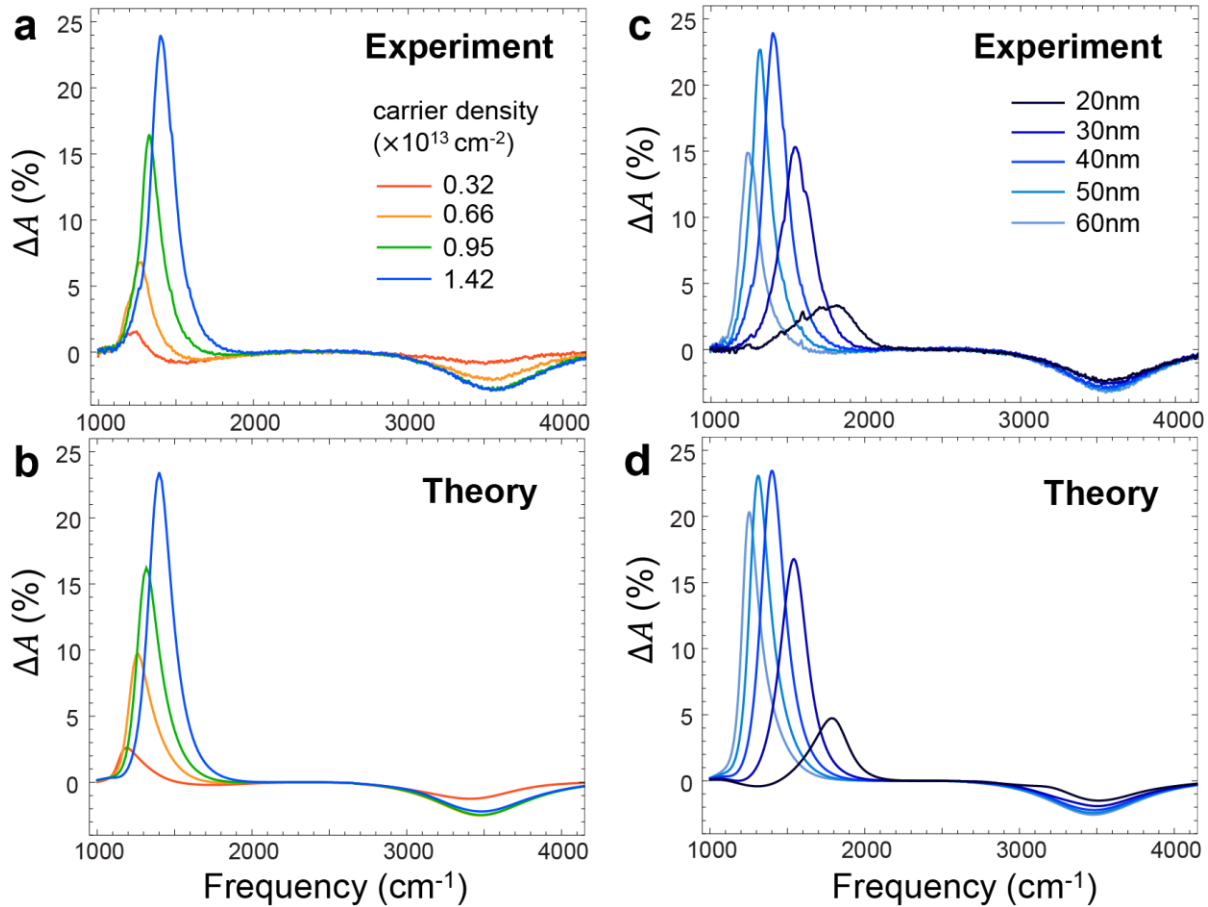 a
Experiment
carrier density
(×10¹³ cm⁻²)
0.32
0.66
0.95
1.42
ΔA (%)
25
20
15
10
5
0
1000 2000 3000 4000
c
Experiment
20nm
30nm
40nm
50nm
60nm
ΔA (%)
25
20
15
10
5
0
1000 2000 3000 4000
b
Theory
ΔA (%)
25
20
15
10
5
0
1000 2000 3000 4000
Frequency (cm⁻¹)
d
Theory
ΔA (%)
25
20
15
10
5
0
1000 2000 3000 4000
Frequency (cm⁻¹)